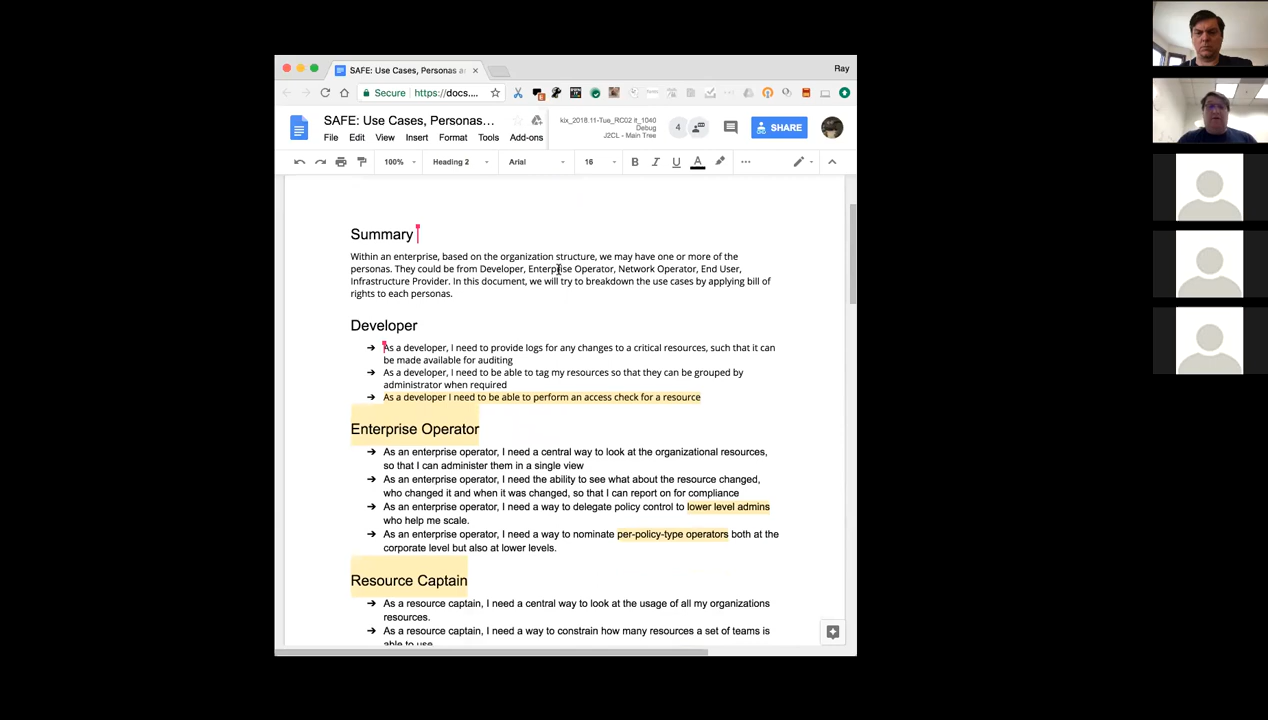 SAFE: Use Cases, Personas a
Ray
Secure
https://docs....
SAFE: Use Cases, Personas...
File Edit View Insert Format Tools Add-ons
kix_2018.11-Tue_RC02 it_1040
Debug
J2CL - Main Tree
4
SHARE
100% Heading 2 Arial 16 B I U A
Summary
Within an enterprise, based on the organization structure, we may have one or more of the
personas. They could be from Developer, Enterprise Operator, Network Operator, End User,
Infrastructure Provider. In this document, we will try to breakdown the use cases by applying bill of
rights to each personas.
Developer
➔ As a developer, I need to provide logs for any changes to a critical resources, such that it can
be made available for auditing
➔ As a developer, I need to be able to tag my resources so that they can be grouped by
administrator when required
➔ As a developer I need to be able to perform an access check for a resource
Enterprise Operator
➔ As an enterprise operator, I need a central way to look at the organizational resources,
so that I can administer them in a single view
➔ As an enterprise operator, I need the ability to see what about the resource changed,
who changed it and when it was changed, so that I can report on for compliance
➔ As an enterprise operator, I need a way to delegate policy control to lower level admins
who help me scale.
➔ As an enterprise operator, I need a way to nominate per-policy-type operators both at the
corporate level but also at lower levels.
Resource Captain
➔ As a resource captain, I need a central way to look at the usage of all my organizations
resources.
➔ As a resource captain, I need a way to constrain how many resources a set of teams is
able to use